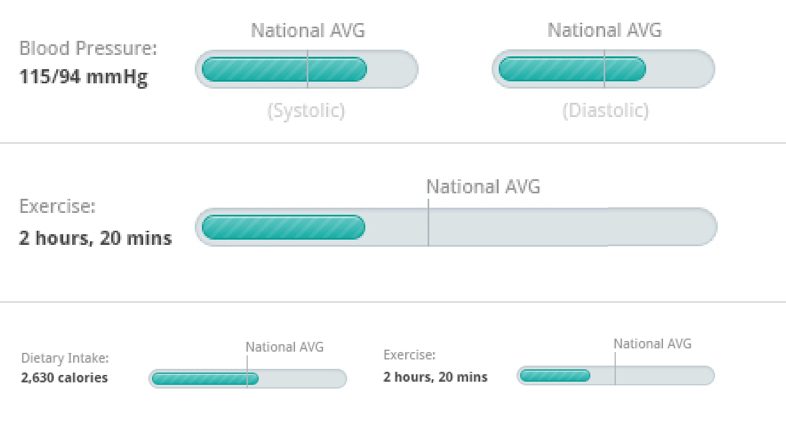 National AVG
National AVG
Blood Pressure:
115/94 mmHg
(Systolic)
(Diastolic)
National AVG
Exercise:
2 hours, 20 mins
National AVG
Dietary Intake:
2,630 calories
National AVG
Exercise:
2 hours, 20 mins